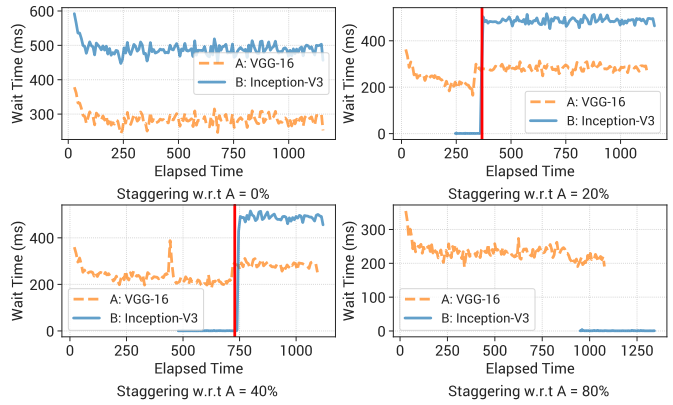 600
500
400
300
Wait Time (ms)
A: VGG-16
B: Inception-V3
0 250 500 750 1000
Elapsed Time
Staggering w.r.t A = 0%
400
200
0
Wait Time (ms)
A: VGG-16
B: Inception-V3
0 250 500 750 1000
Elapsed Time
Staggering w.r.t A = 20%
400
200
0
Wait Time (ms)
A: VGG-16
B: Inception-V3
0 250 500 750 1000
Elapsed Time
Staggering w.r.t A = 40%
300
200
100
0
Wait Time (ms)
A: VGG-16
B: Inception-V3
0 250 500 750 1000 1250
Elapsed Time
Staggering w.r.t A = 80%